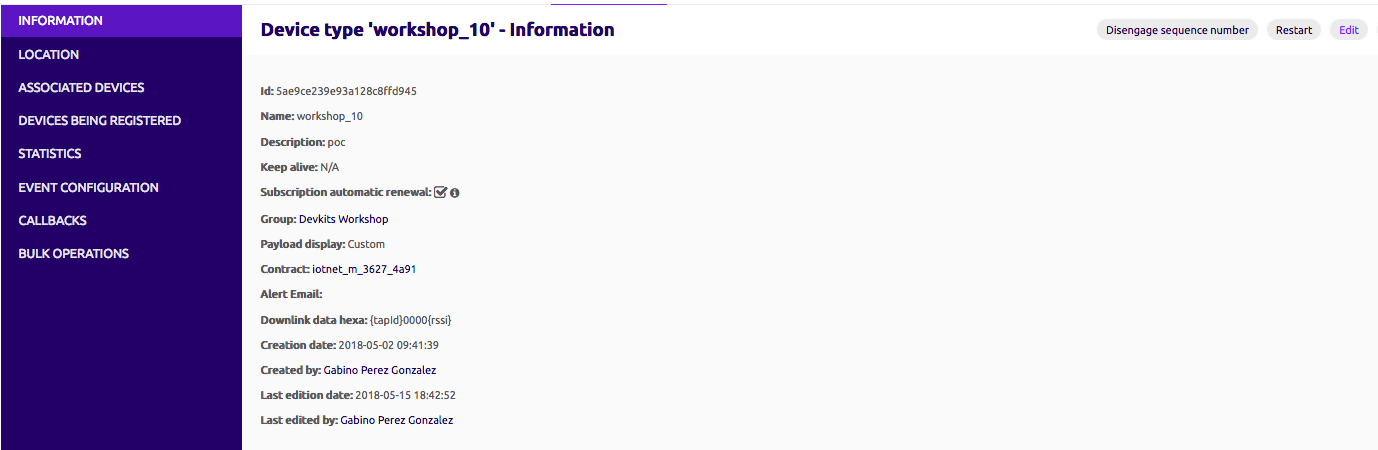 INFORMATION
LOCATION
ASSOCIATED DEVICES
DEVICES BEING REGISTERED
STATISTICS
EVENT CONFIGURATION
CALLBACKS
BULK OPERATIONS
Device type 'workshop_10' - Information
Disengage sequence number
Restart
Edit
Id: 5ae9ce239e93a128c8ffd945
Name: workshop_10
Description: poc
Keep alive: N/A
Subscription automatic renewal:
Group: Devkits Workshop
Payload display: Custom
Contract: iotnet_m_3627_4a91
Alert Email:
Downlink data hexa: {tapId}0000{rssi}
Creation date: 2018-05-02 09:41:39
Created by: Gabino Perez Gonzalez
Last edition date: 2018-05-15 18:42:52
Last edited by: Gabino Perez Gonzalez